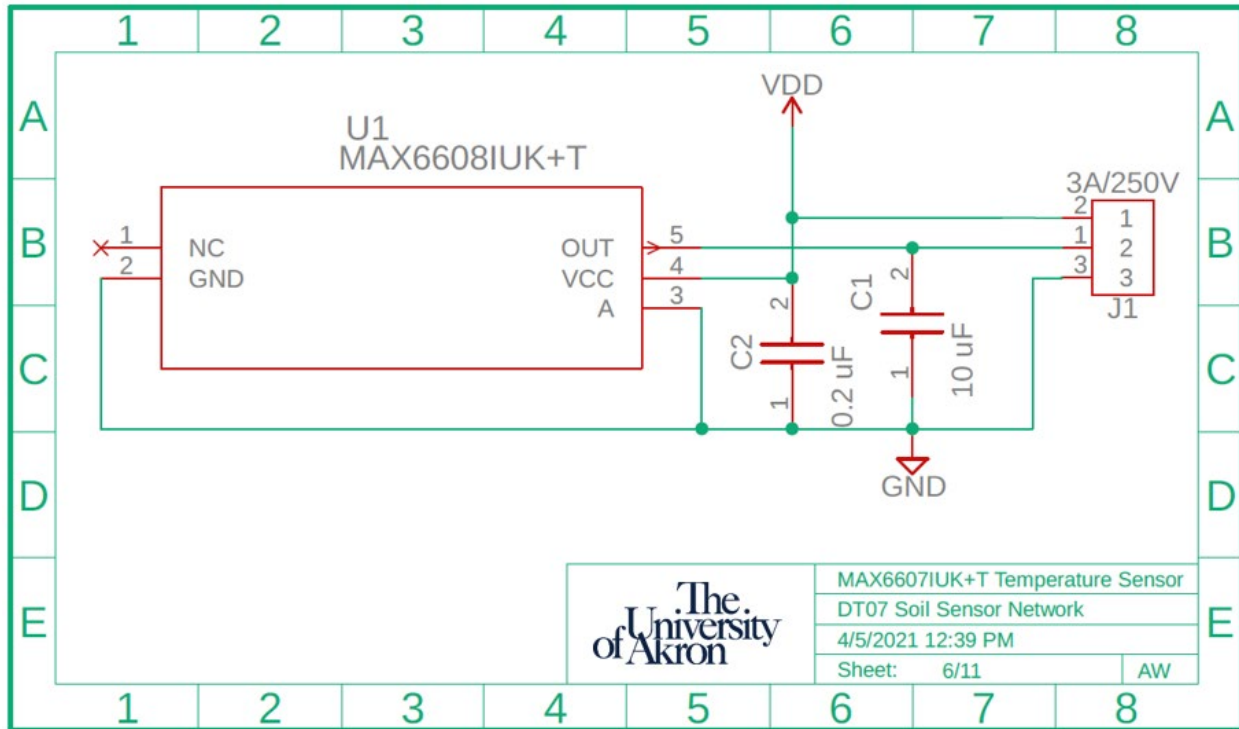 1 2 3 4 5 6 7 8
A A
VDD
U1
MAX6608IUK+T
3A/250V
B B
1 NC OUT 5
2 GND VCC 4
A 3
2 1
1 2
3 3
J1
C C
2 C2 1 0.2 uF
2 C1 1 10 uF
D D
GND
E E
The
University
of Akron
MAX6607IUK+T Temperature Sensor
DT07 Soil Sensor Network
4/5/2021 12:39 PM
Sheet: 6/11 AW
1 2 3 4 5 6 7 8